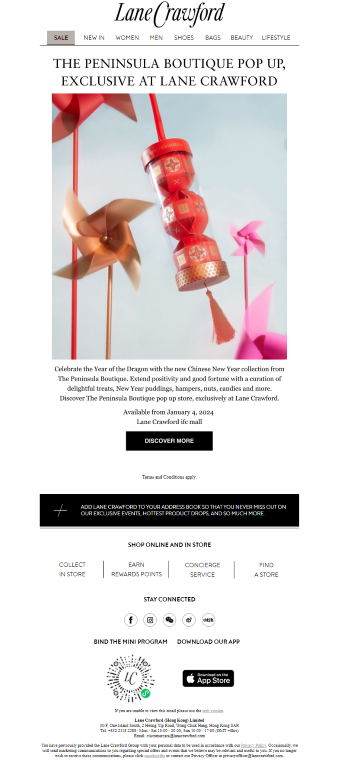 Lane Crawford
SALE NEW IN WOMEN MEN SHOES BAGS BEAUTY LIFESTYLE
THE PENINSULA BOUTIQUE POP UP,
EXCLUSIVE AT LANE CRAWFORD
Celebrate the Year of the Dragon with the new Chinese New Year collection from
The Peninsula Boutique. Extend positivity and good fortune with a curation of
delightful treats, New Year puddings, hampers, nuts, candies and more.
Discover The Peninsula Boutique pop up store, exclusively at Lane Crawford.
Available from January 4, 2024
Lane Crawford ifc mall
DISCOVER MORE
Terms and Conditions apply.
ADD LANE CRAWFORD TO YOUR ADDRESS BOOK SO THAT YOU NEVER MISS OUT ON
OUR EXCLUSIVE EVENTS, HOTTEST PRODUCT DROPS, AND SO MUCH MORE.
SHOP ONLINE AND IN STORE
COLLECT EARN CONCIERGE FIND
IN STORE REWARDS POINTS SERVICE A STORE
STAY CONNECTED
BIND THE MINI PROGRAM DOWNLOAD OUR APP
LC
Download on the
App Store
If you are unable to view this email please use the web version.
Lane Crawford (Hong Kong) Limited
30/F, One Island South, 2 Heung Yip Road, Wong Chuk Hang, Hong Kong SAR
Tel: +852 2118 2288 | Mon - Sat 10:00 - 20:00, Sun 10:00 - 17:00 (GMT +8hrs)
Email: customercare@lanecrawford.com
You have previously provided the Lane Crawford Group with your personal data to be used in accordance with our Privacy Policy. Occasionally, we
will send marketing communications to you regarding special offers and events that we believe may be relevant and useful to you. If you no longer
wish to receive these communications, please click unsubscribe or contact our Privacy Officer at privacyofficer@lanecrawford.com.